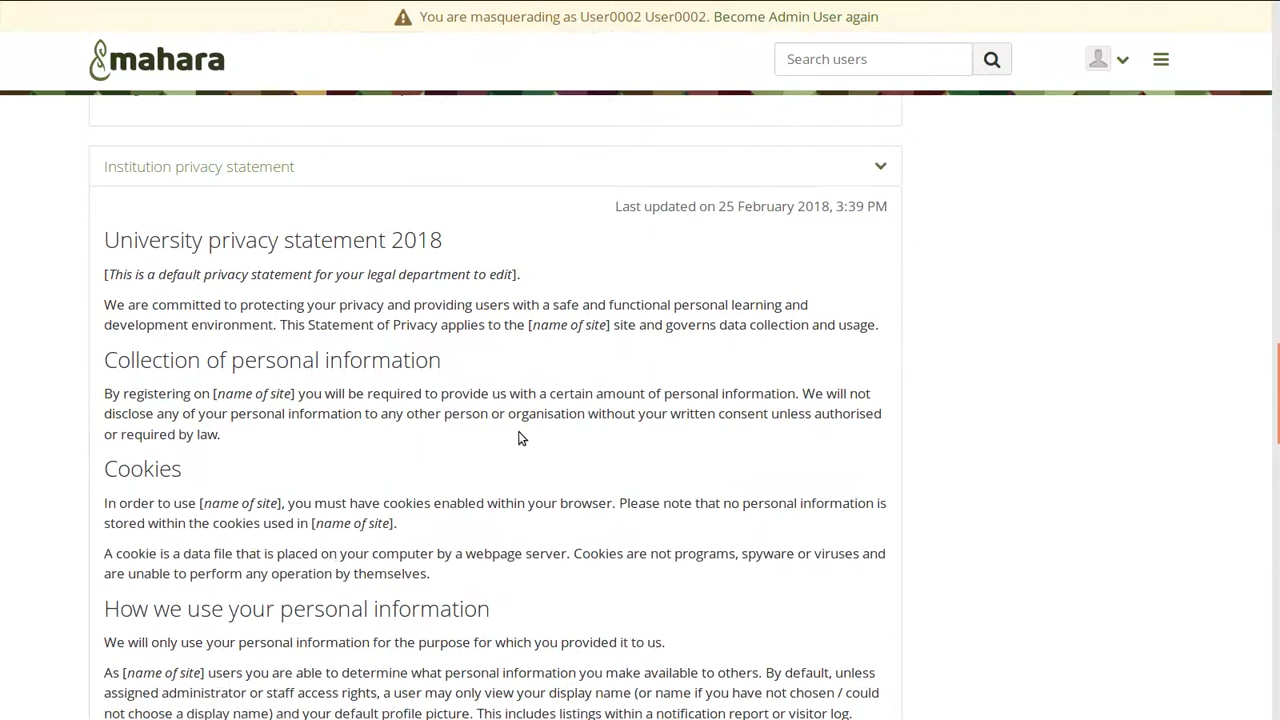 You are masquerading as User0002 User0002. Become Admin User again
mahara
Search users
Institution privacy statement
Last updated on 25 February 2018, 3:39 PM
University privacy statement 2018
[This is a default privacy statement for your legal department to edit].
We are committed to protecting your privacy and providing users with a safe and functional personal learning and
development environment. This Statement of Privacy applies to the [name of site] site and governs data collection and usage.
Collection of personal information
By registering on [name of site] you will be required to provide us with a certain amount of personal information. We will not
disclose any of your personal information to any other person or organisation without your written consent unless authorised
or required by law.
Cookies
In order to use [name of site], you must have cookies enabled within your browser. Please note that no personal information is
stored within the cookies used in [name of site].
A cookie is a data file that is placed on your computer by a webpage server. Cookies are not programs, spyware or viruses and
are unable to perform any operation by themselves.
How we use your personal information
We will only use your personal information for the purpose for which you provided it to us.
As [name of site] users you are able to determine what personal information you make available to others. By default, unless
assigned administrator or staff access rights, a user may only view your display name (or name if you have not chosen / could
not choose a display name) and your default profile picture. This includes listings within a notification report or visitor log.